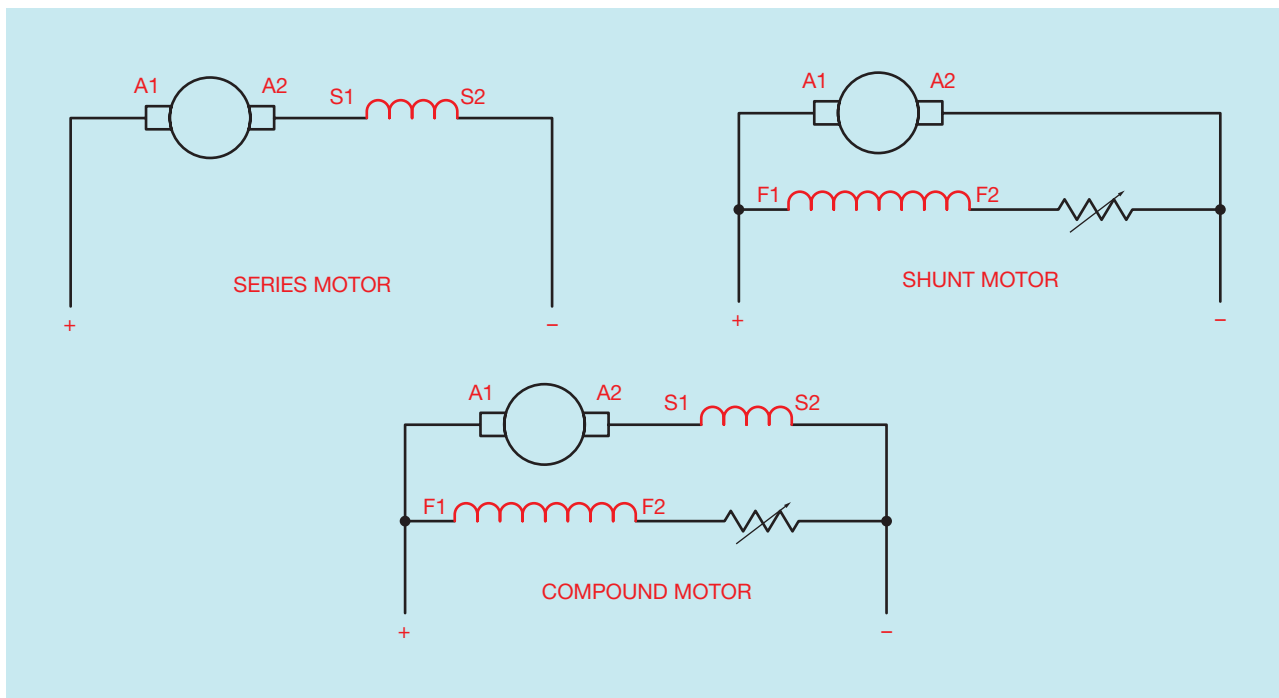 A1 A2 S1 S2
SERIES MOTOR
+ −
A1 A2
F1 F2
SHUNT MOTOR
+ −
A1 A2 S1 S2
F1 F2
COMPOUND MOTOR
+ −